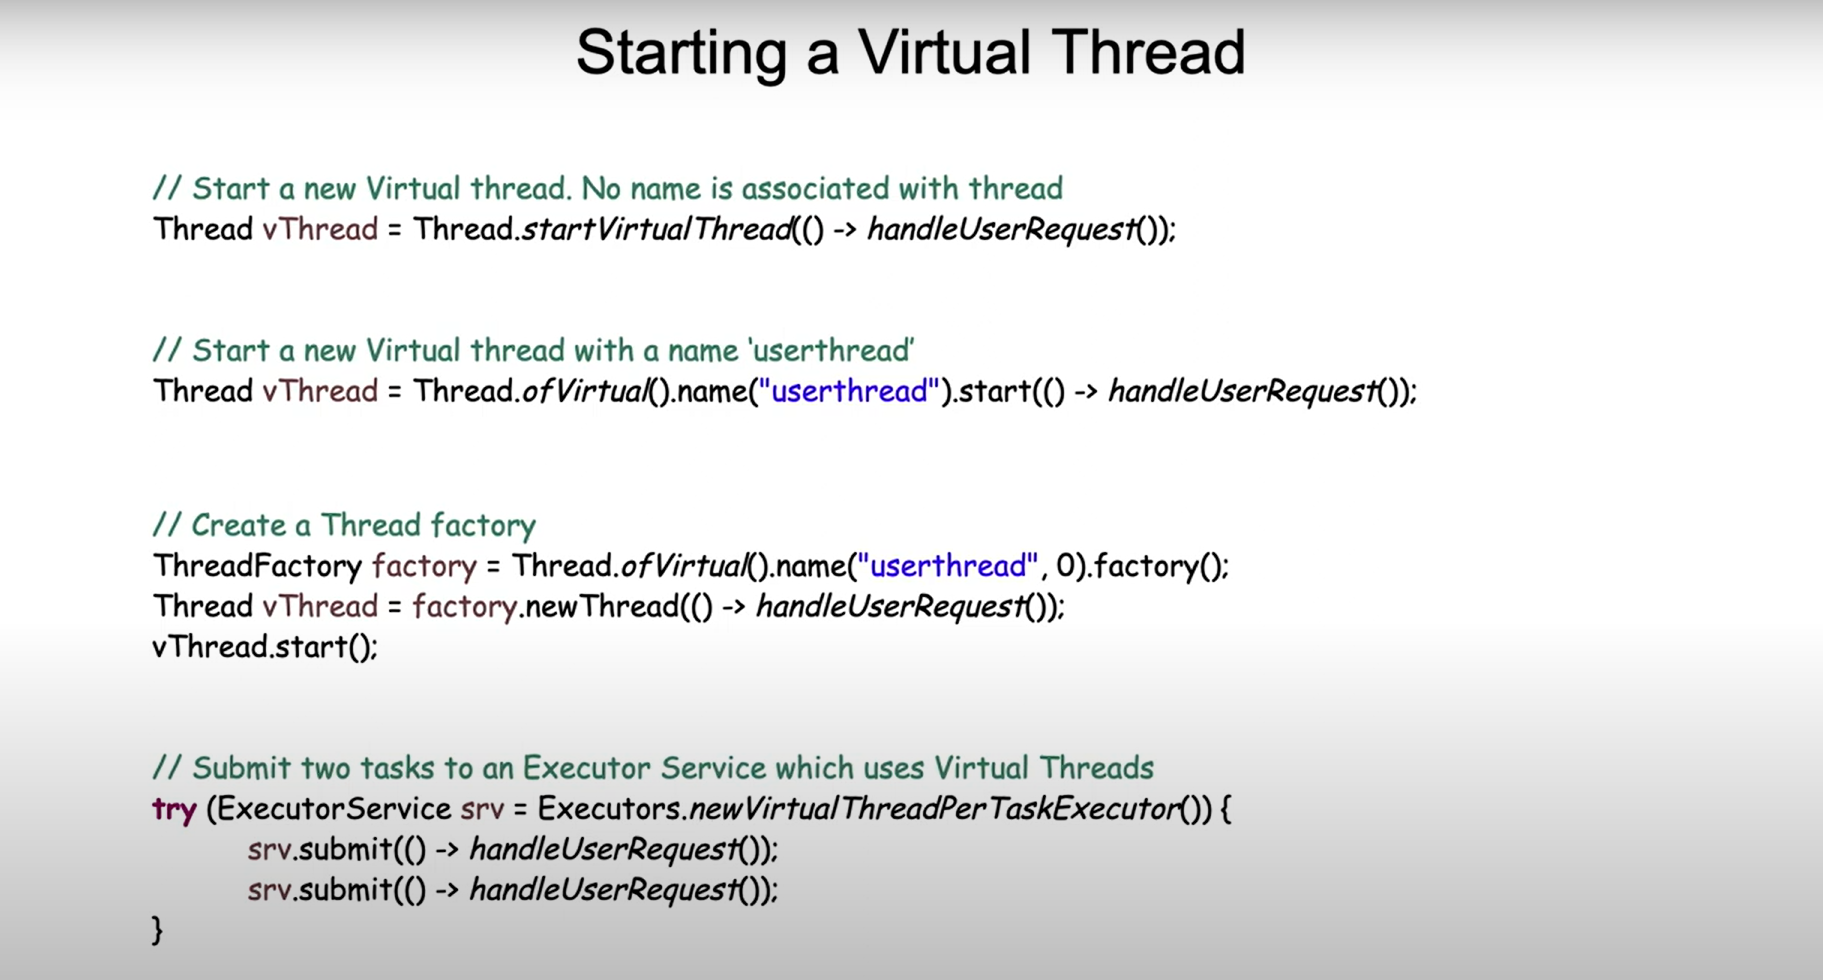 Starting a Virtual Thread
// Start a new Virtual thread. No name is associated with thread
Thread vThread = Thread.startVirtualThread(() -> handleUserRequest());
// Start a new Virtual thread with a name 'userthread'
Thread vThread = Thread.ofVirtual().name("userthread").start(() -> handleUserRequest());
// Create a Thread factory
ThreadFactory factory = Thread.ofVirtual().name("userthread", 0).factory();
Thread vThread = factory.newThread(() -> handleUserRequest());
vThread.start();
// Submit two tasks to an Executor Service which uses Virtual Threads
try (ExecutorService srv = Executors.newVirtualThreadPerTaskExecutor()) {
srv.submit(() -> handleUserRequest());
srv.submit(() -> handleUserRequest());
}